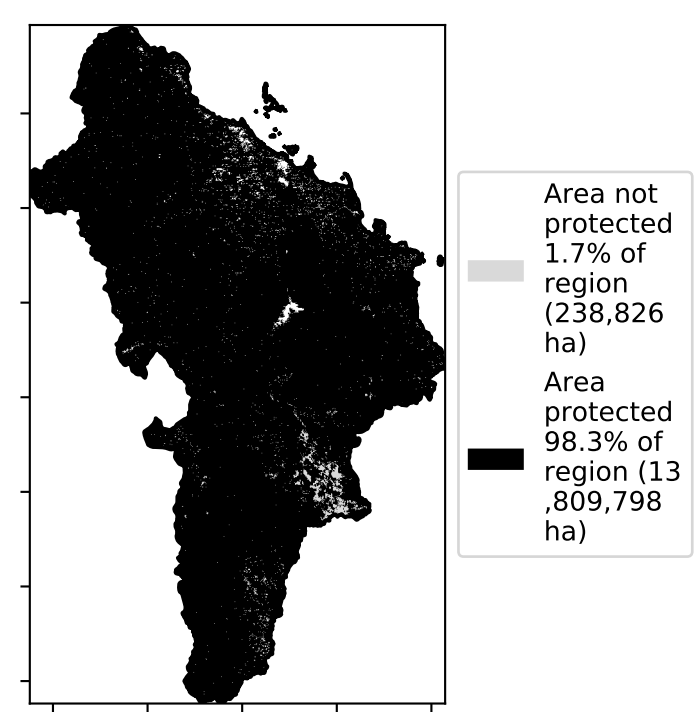 Area not
protected
1.7% of
region
(238,826
ha)
Area
protected
98.3% of
region (13
,809,798
ha)